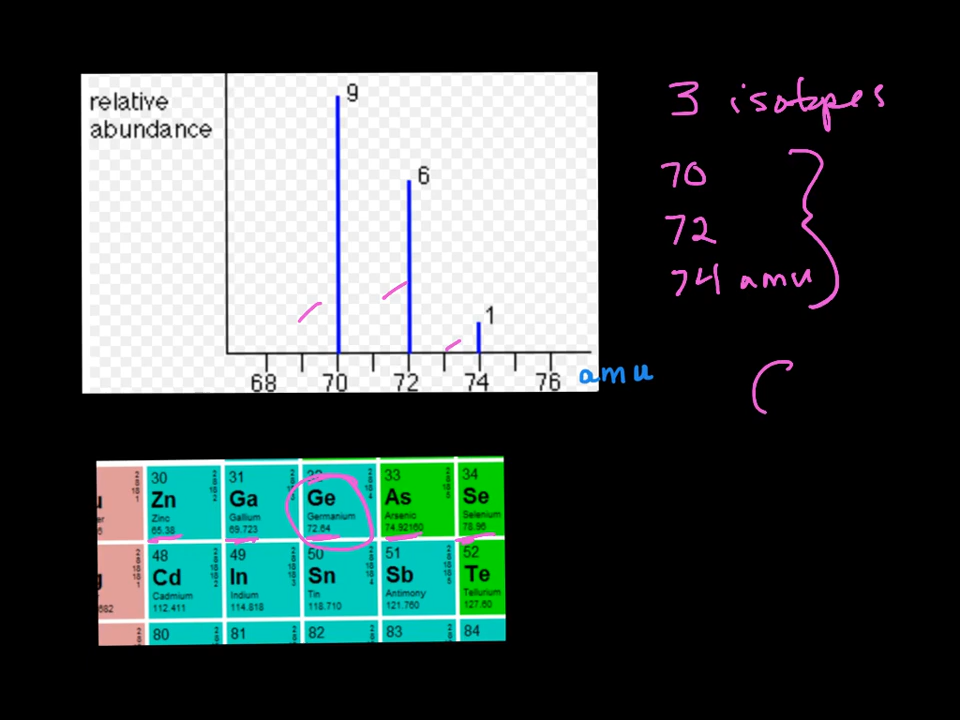 relative
abundance
9
6
1
68 70 72 74 76 amu
3 isotopes
70
72
74 amu
(
30 31 32 33 34
u Zn Ga Ge As Se
er Zinc Gallium Germanium Arsenic Selenium
65.38 69.723 72.64 74.92160 78.96
48 49 50 51 52
g Cd In Sn Sb Te
Cadmium Indium Tin Antimony Tellurium
682 112.411 114.818 118.710 121.760 127.60
80 81 82 83 84